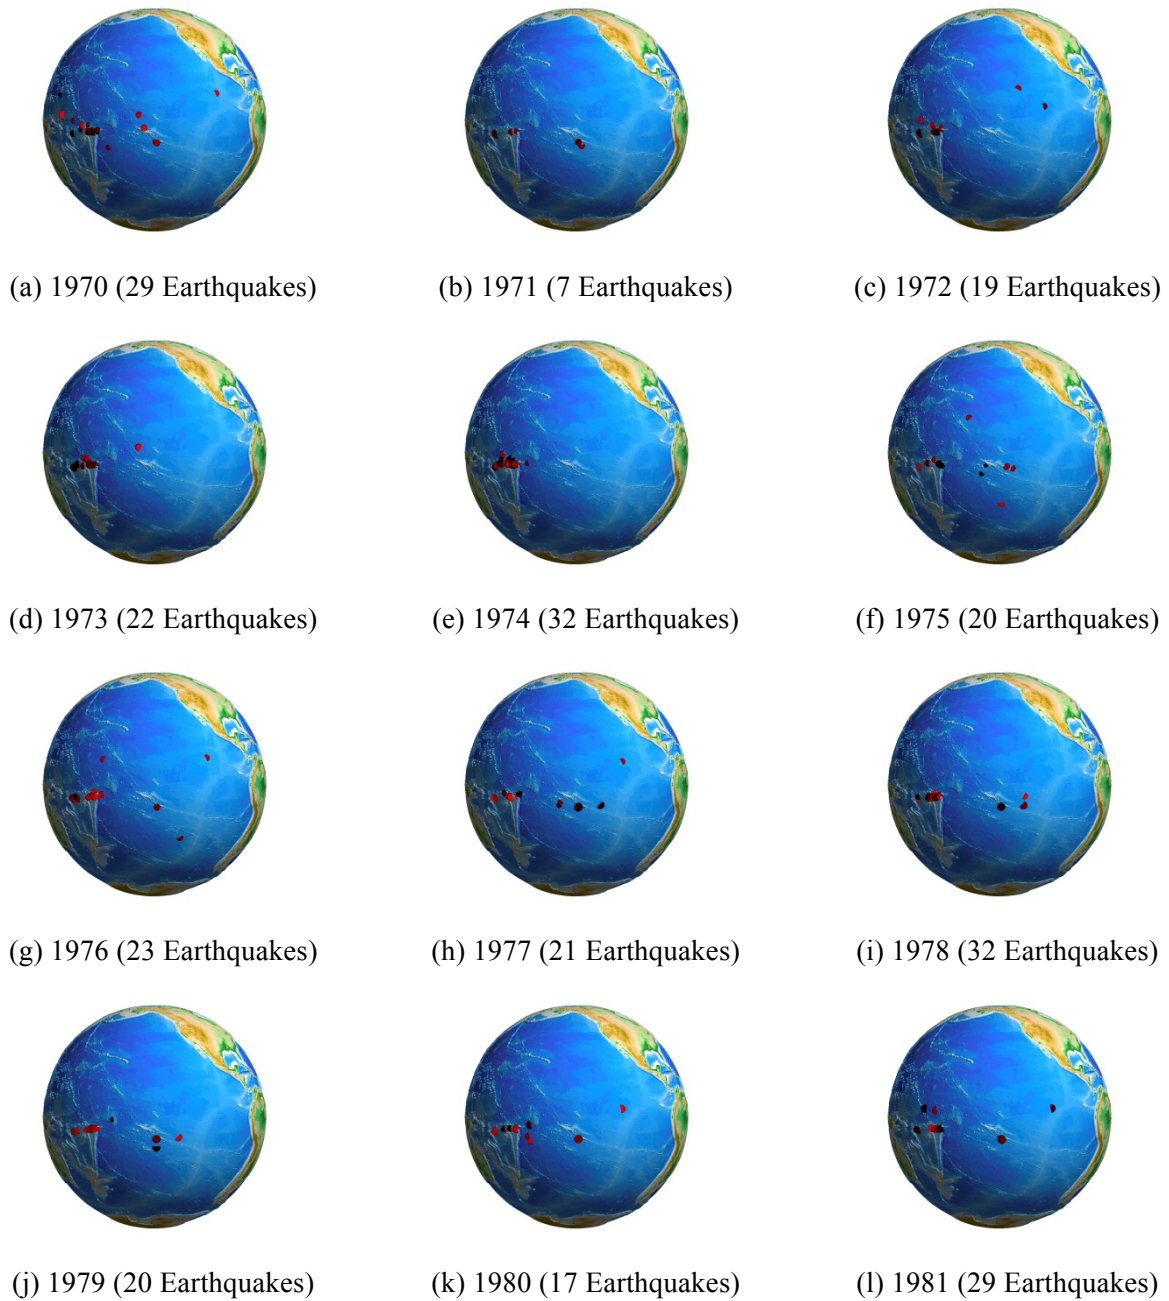 (a) 1970 (29 Earthquakes)
(b) 1971 (7 Earthquakes)
(c) 1972 (19 Earthquakes)
(d) 1973 (22 Earthquakes)
(e) 1974 (32 Earthquakes)
(f) 1975 (20 Earthquakes)
(g) 1976 (23 Earthquakes)
(h) 1977 (21 Earthquakes)
(i) 1978 (32 Earthquakes)
(j) 1979 (20 Earthquakes)
(k) 1980 (17 Earthquakes)
(l) 1981 (29 Earthquakes)